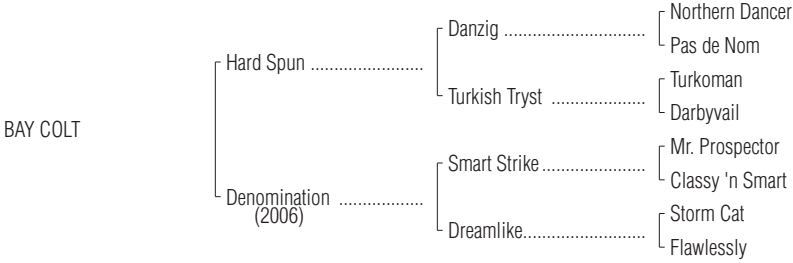 Northern Dancer
Danzig ..............................
Pas de Nom
Hard Spun ........................
Turkoman
Turkish Tryst ....................
Darbyvail
BAY COLT
Mr. Prospector
Smart Strike......................
Classy 'n Smart
Denomination ..................
(2006)
Storm Cat
Dreamlike..........................
Flawlessly